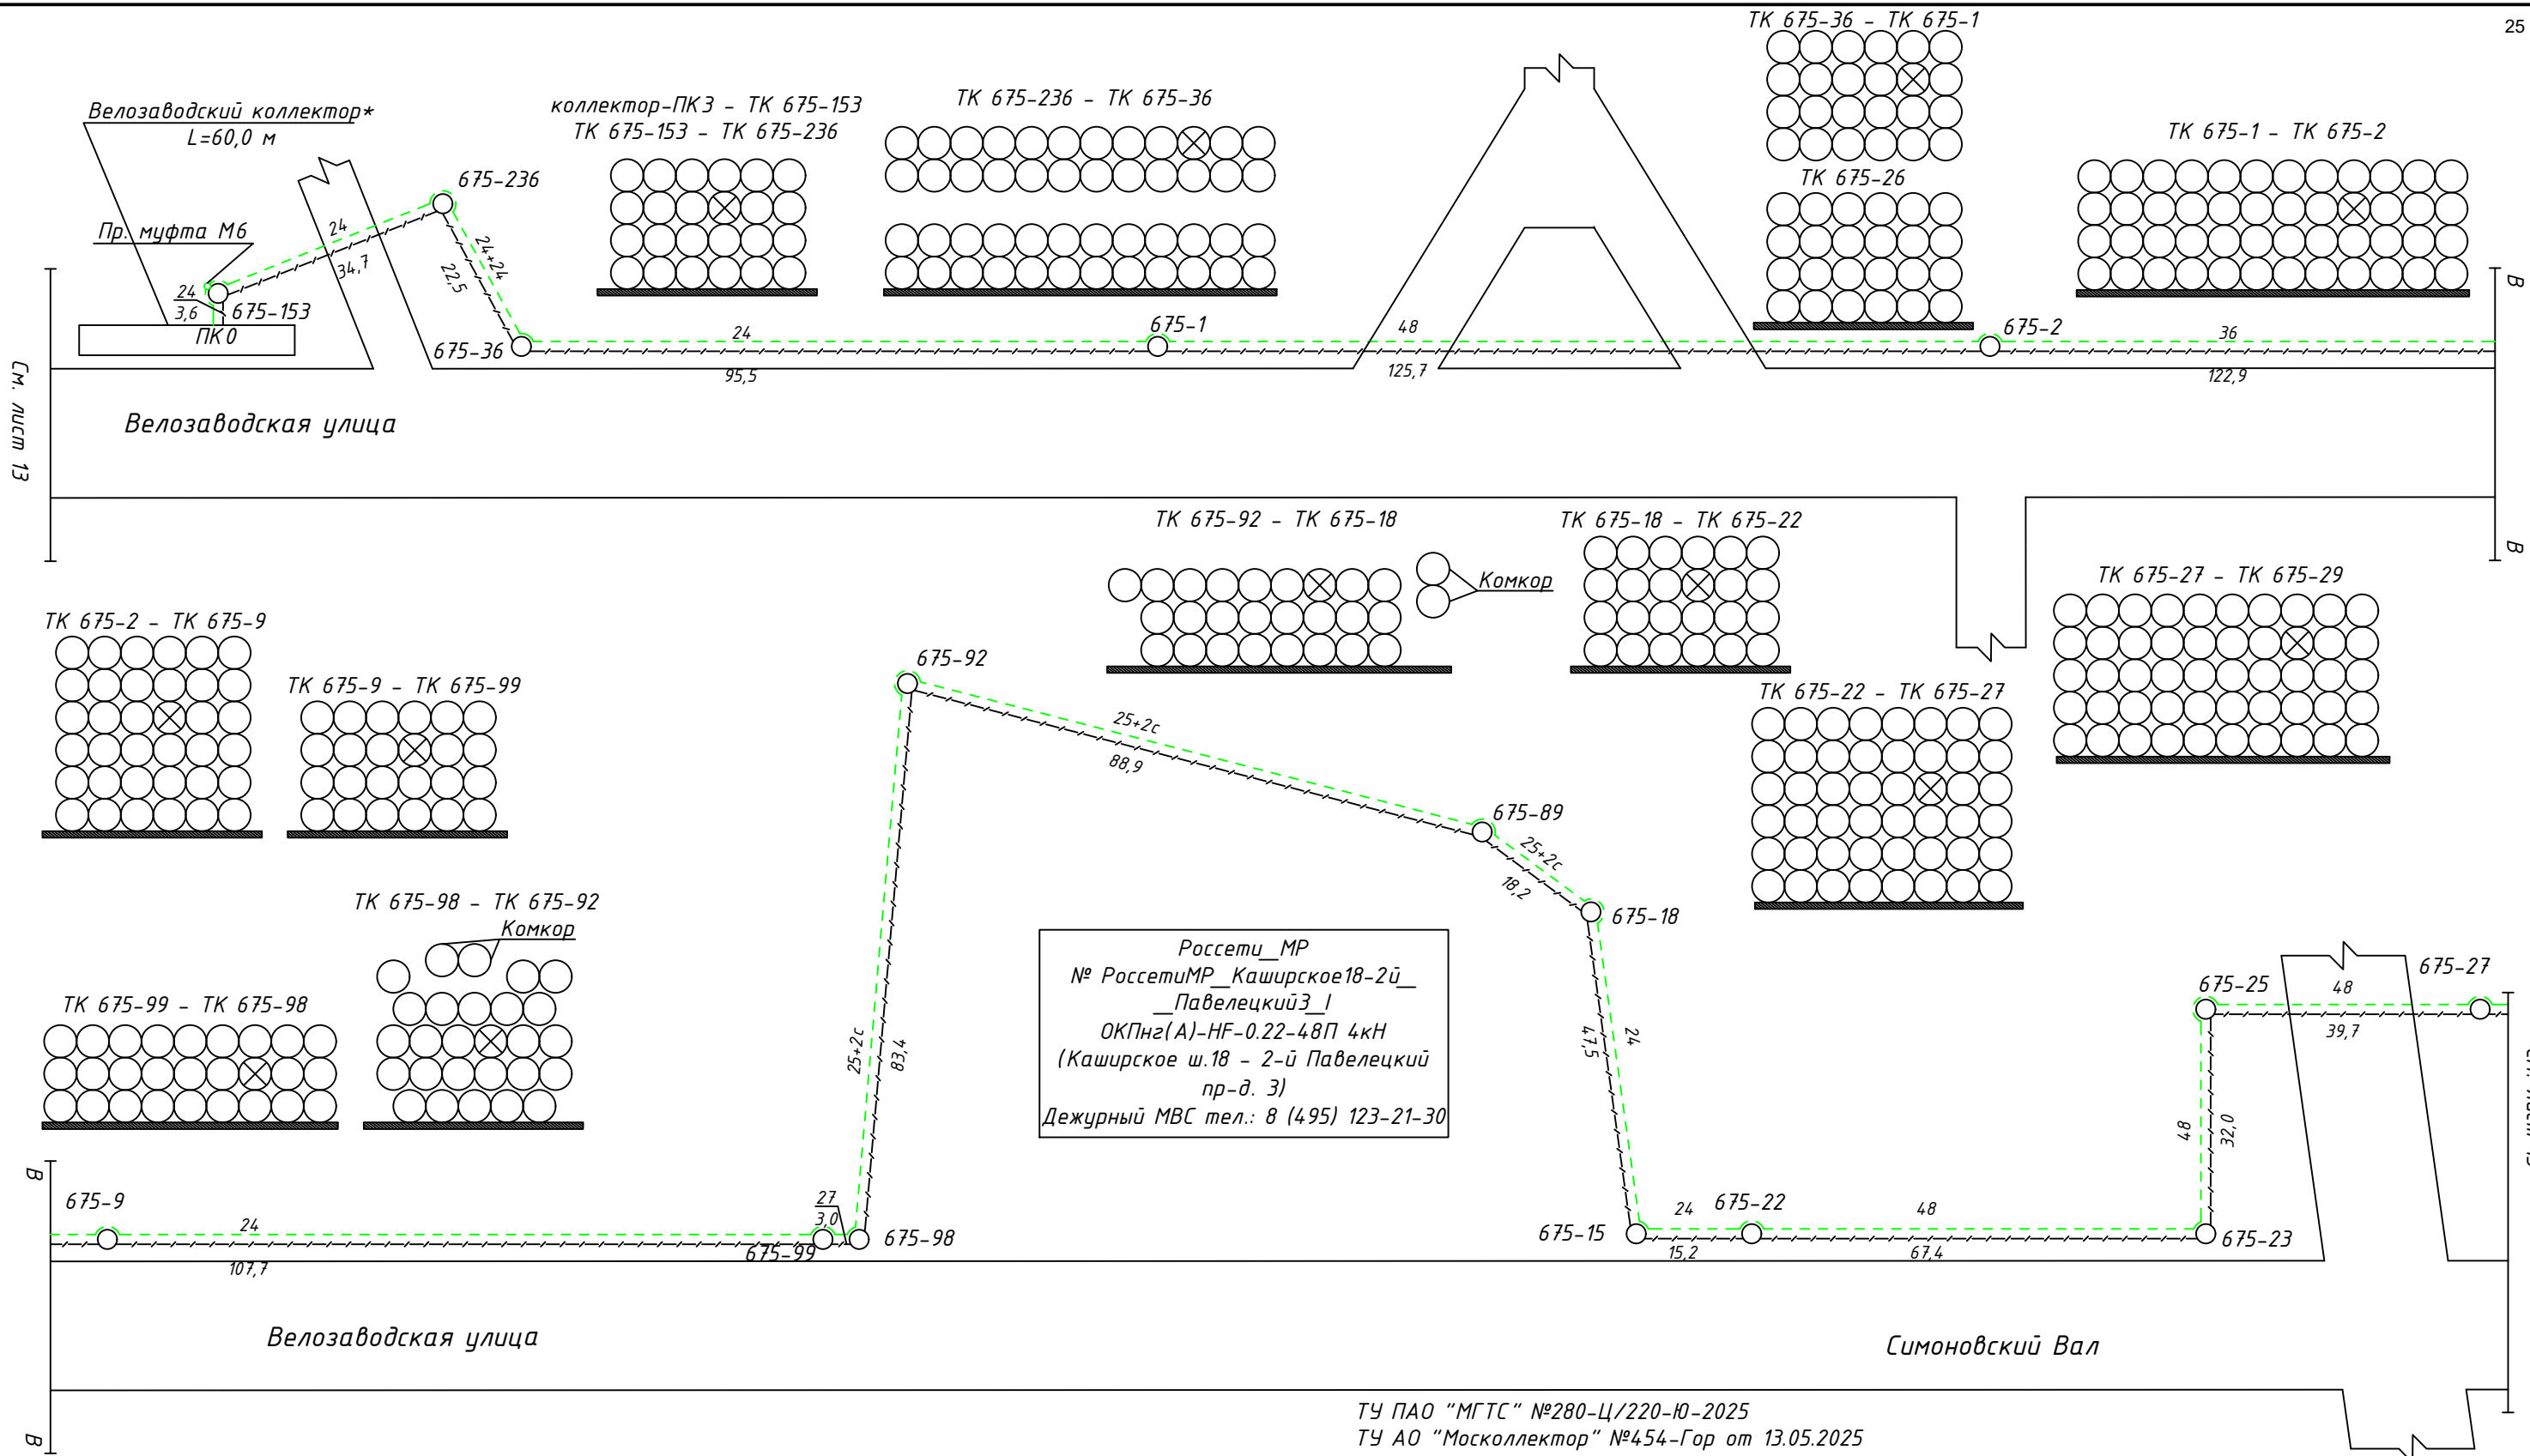 25
ТК 675-36 - ТК 675-1
Велозаводский коллектор*
L=60,0 м
коллектор-ПК3 - ТК 675-153
ТК 675-153 - ТК 675-236
ТК 675-236 - ТК 675-36
ТК 675-26
ТК 675-1 - ТК 675-2
675-236
Пр. муфта М6
24
34,7
24+24
22,5
24
3,6
675-153
ПК0
675-36
24
95,5
675-1
48
125,7
675-2
36
122,9
В
В
См. лист 13
Велозаводская улица
ТК 675-92 - ТК 675-18
Комкор
ТК 675-18 - ТК 675-22
ТК 675-27 - ТК 675-29
ТК 675-2 - ТК 675-9
ТК 675-9 - ТК 675-99
675-92
25+2с
88,9
ТК 675-22 - ТК 675-27
675-89
25+2с
18,2
675-18
ТК 675-98 - ТК 675-92
Комкор
ТК 675-99 - ТК 675-98
Россети_МР
№ РоссетиМР_Каширское18-2й_
_Павелецкий3_1
ОКПнг(А)-HF-0.22-48П 4кН
(Каширское ш.18 - 2-й Павелецкий
пр-д. 3)
Дежурный МВС тел.: 8 (495) 123-21-30
25+2с
83,4
47,5
24
675-25
48
39,7
675-27
48
32,0
В
675-9
24
107,7
27
3,0
675-99
675-98
675-15
24
15,2
675-22
48
67,4
675-23
Велозаводская улица
Симоновский Вал
В
ТУ ПАО "МГТС" №280-Ц/220-Ю-2025
ТУ АО "Москоллектор" №454-Гор от 13.05.2025